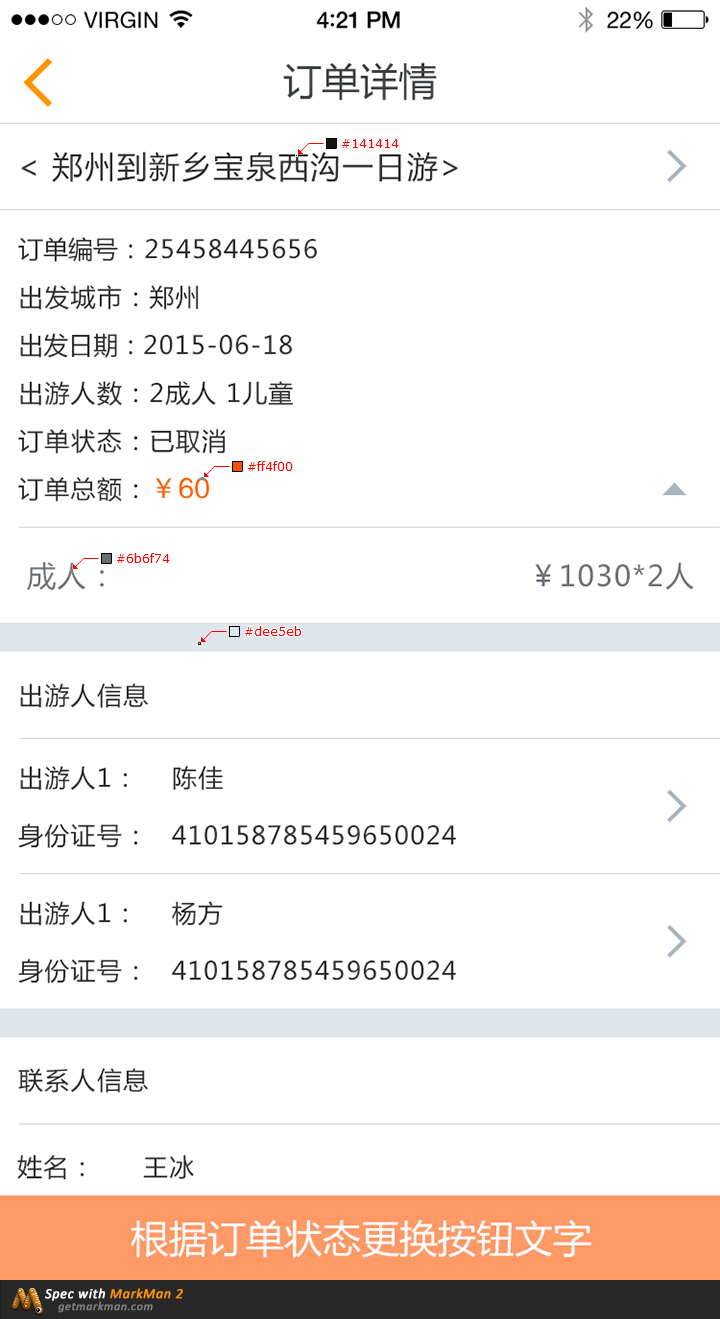 VIRGIN 4:21 PM 22%
订单详情
#141414
< 郑州到新乡宝泉西沟一日游>
订单编号：25458445656
出发城市：郑州
出发日期：2015-06-18
出游人数：2成人 1儿童
订单状态：已取消
#ff4f00
订单总额：￥60
#6b6f74
成人： ￥1030*2人
#dee5eb
出游人信息
出游人1： 陈佳
身份证号： 410158785459650024
出游人1： 杨方
身份证号： 410158785459650024
联系人信息
姓名： 王冰
根据订单状态更换按钮文字
Spec with MarkMan 2
getmarkman.com